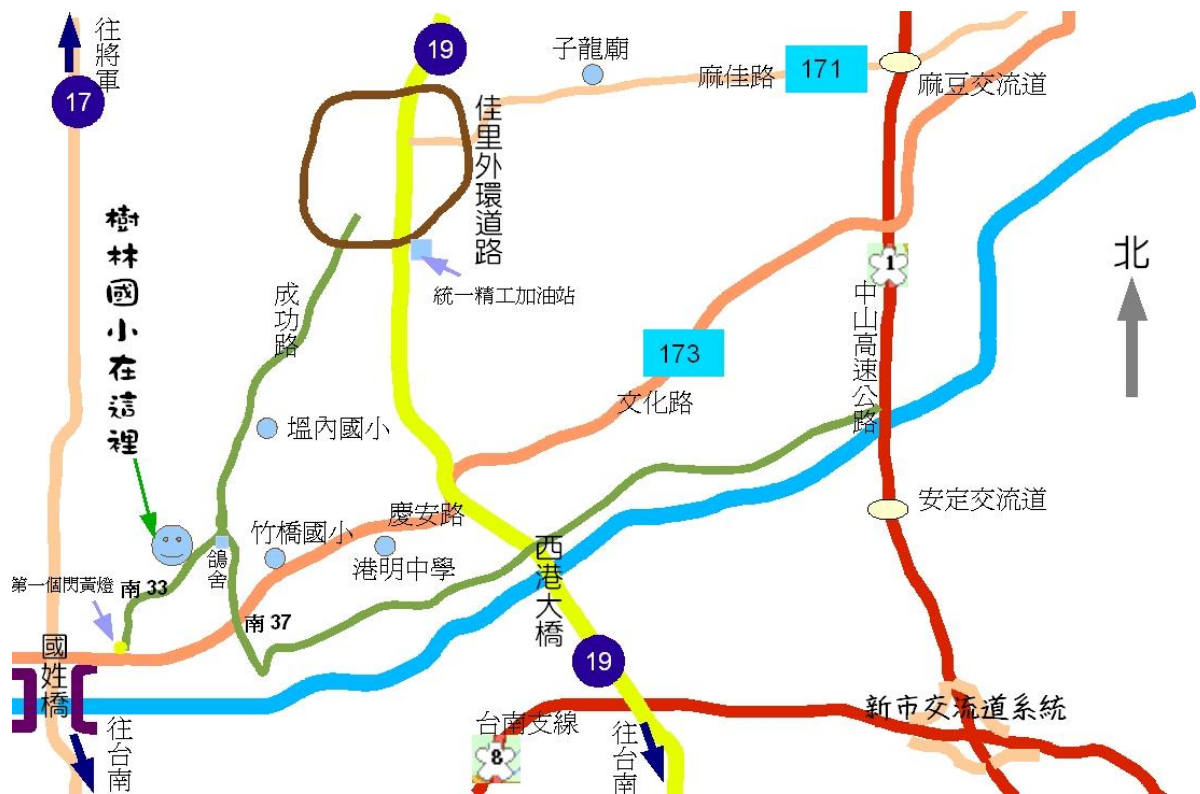 往將軍
17
19
子龍廟
麻佳路
171
麻豆交流道
佳里外環道路
樹林國小在這裡
統一精工加油站
北
1
中山高速公路
成功路
173
文化路
塭內國小
安定交流道
慶安路
竹橋國小
港明中學
鴿舍
西港大橋
第一個閃黃燈
南 33
南 37
國姓橋
19
新市交流道系統
台南支線
8
往台南
往台南